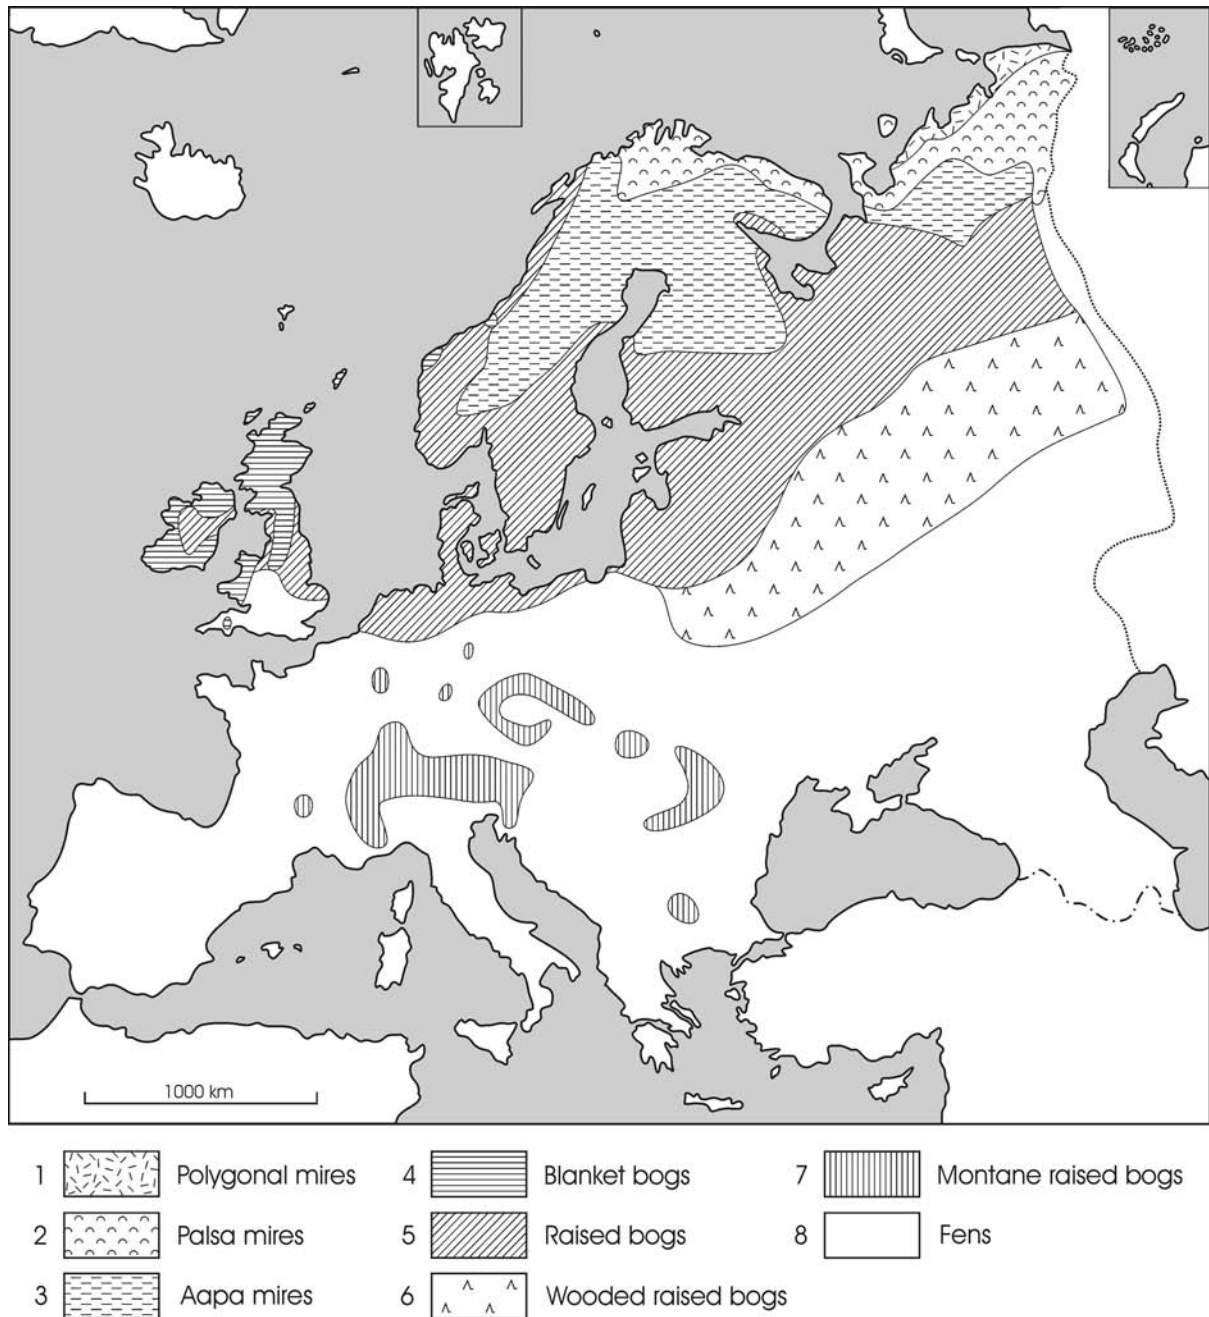 1000 km
1 Polygonal mires
2 Palsa mires
3 Aapa mires
4 Blanket bogs
5 Raised bogs
6 Wooded raised bogs
7 Montane raised bogs
8 Fens